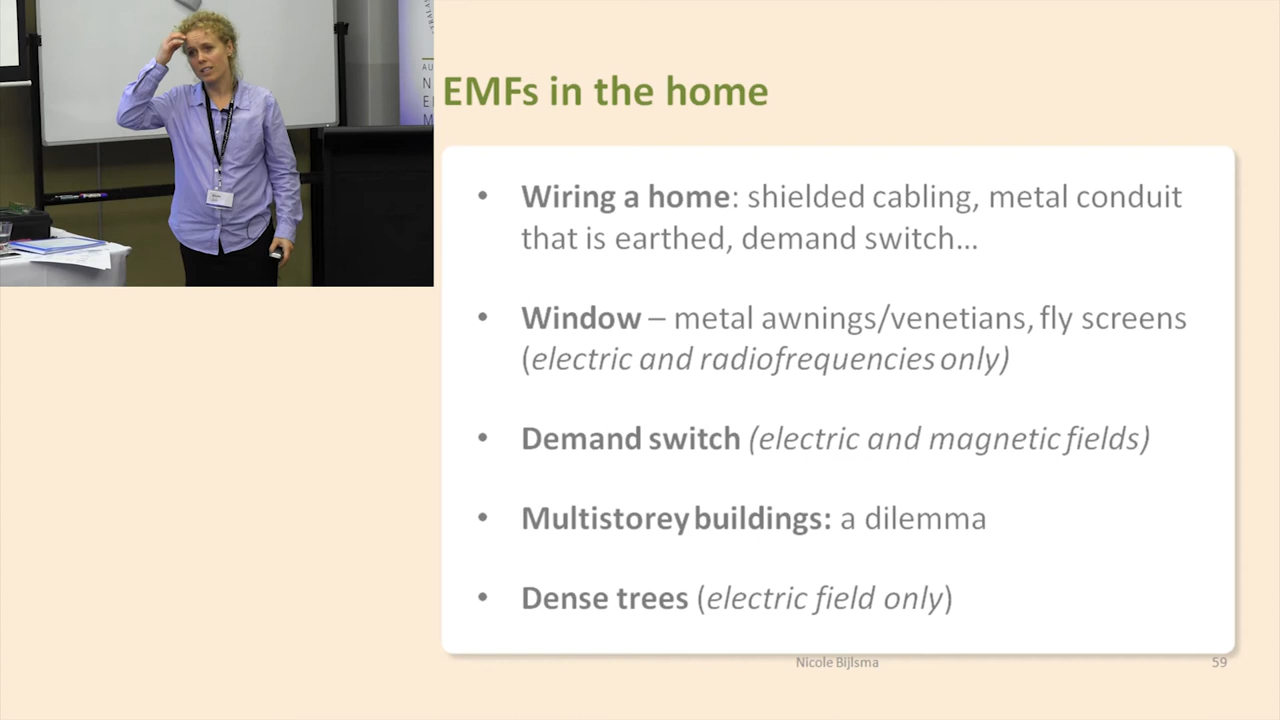 AU
N
E
M
EMFs in the home
• Wiring a home: shielded cabling, metal conduit
that is earthed, demand switch...
• Window – metal awnings/venetians, fly screens
(electric and radiofrequencies only)
• Demand switch (electric and magnetic fields)
• Multistorey buildings: a dilemma
• Dense trees (electric field only)
Nicole Bijlsma
59